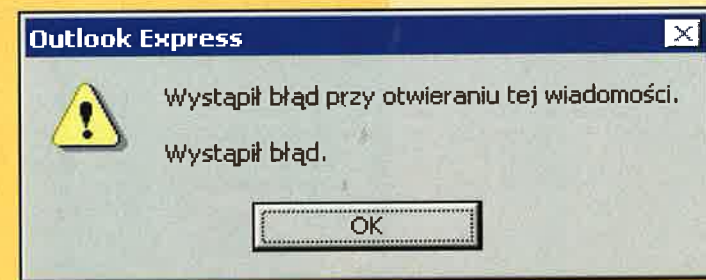 Outlook Express
Wystąpił błąd przy otwieraniu tej wiadomości.
Wystąpił błąd.
OK